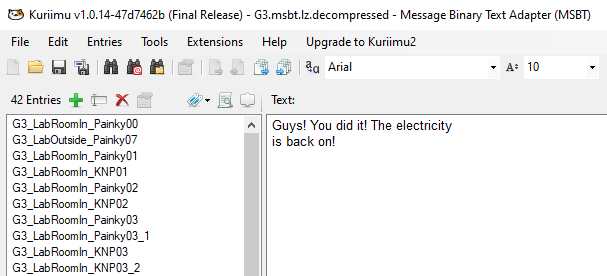 Kuriimu v1.0.14-47d7462b (Final Release) - G3.msbt.lz.decompressed - Message Binary Text Adapter (MSBT)
File Edit Entries Tools Extensions Help Upgrade to Kuriimu2
Arial 10
42 Entries Text:
G3_LabRoomIn_Painky00
G3_LabOutside_Painky07
G3_LabRoomIn_Painky01
G3_LabRoomIn_KNP01
G3_LabRoomIn_Painky02
G3_LabRoomIn_KNP02
G3_LabRoomIn_Painky03
G3_LabRoomIn_Painky03_1
G3_LabRoomIn_KNP03
G3_LabRoomIn_KNP03_2
Guys! You did it! The electricity
is back on!